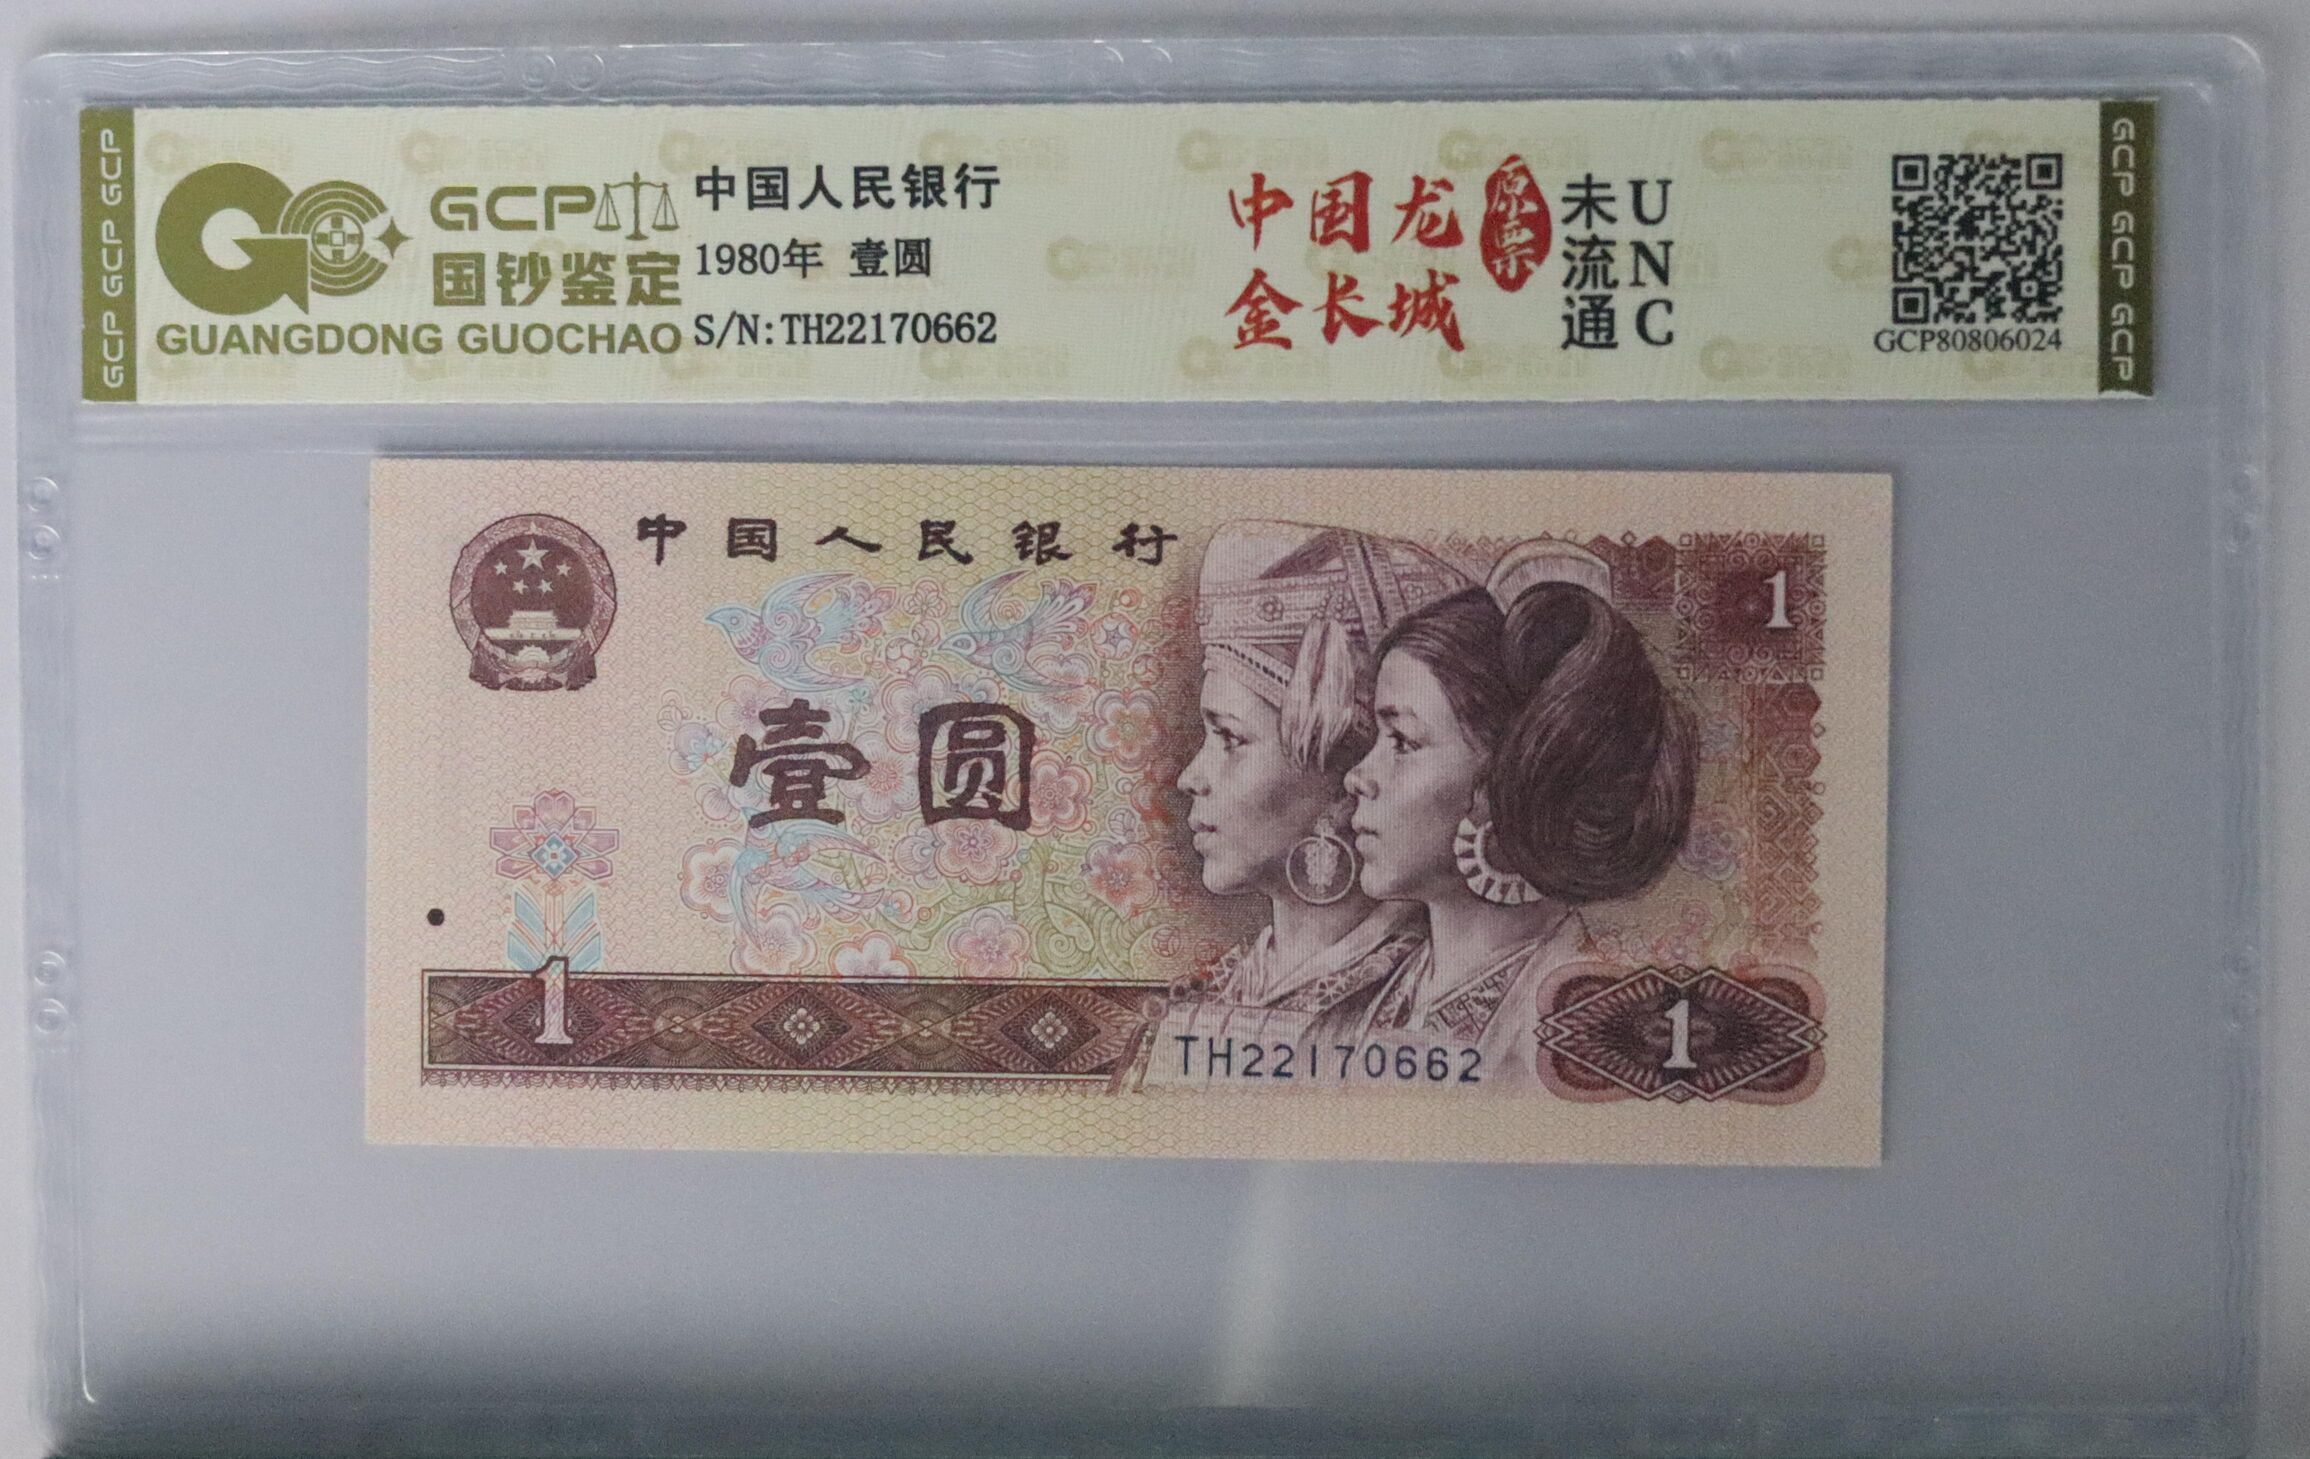 GCP GCP GCP
GCP
国钞鉴定
GUANGDONG GUOCHAO
中国人民银行
1980年 壹圆
S/N:TH22170662
中国龙
金长城
原票
未流通
UNC
GCP80806024
GCP GCP GCP
中国人民银行
1
壹圆
1
TH22170662
1